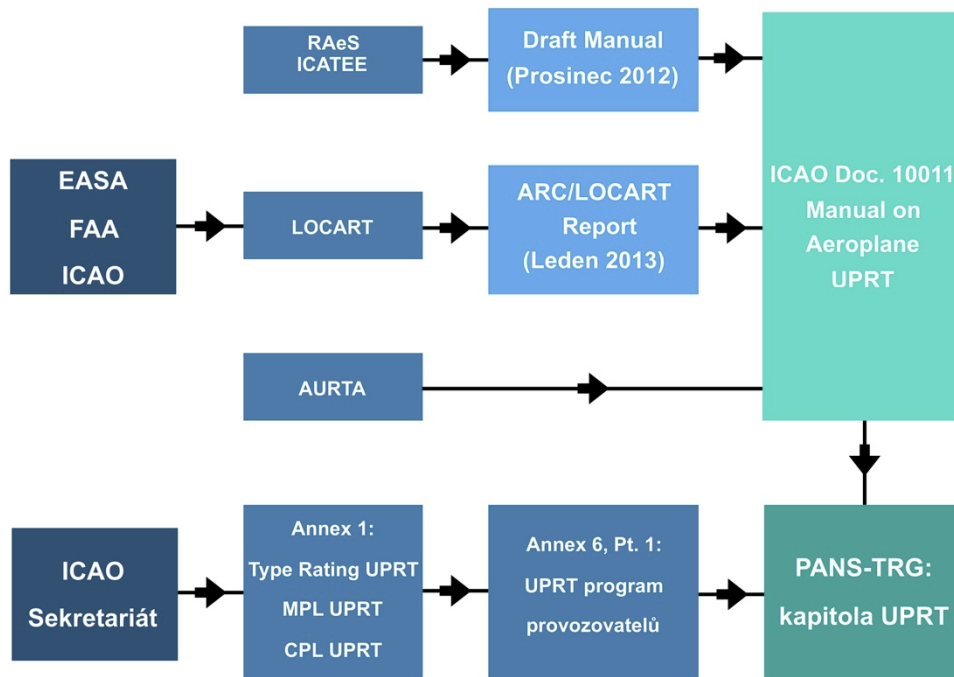 RAeS
ICATEE
Draft Manual
(Prosinec 2012)
EASA
FAA
ICAO
LOCART
ARC/LOCART
Report
(Leden 2013)
ICAO Doc. 10011
Manual on
Aeroplane
UPRT
AURTA
ICAO
Sekretariát
Annex 1:
Type Rating UPRT
MPL UPRT
CPL UPRT
Annex 6, Pt. 1:
UPRT program
provozovatelů
PANS-TRG:
kapitola UPRT